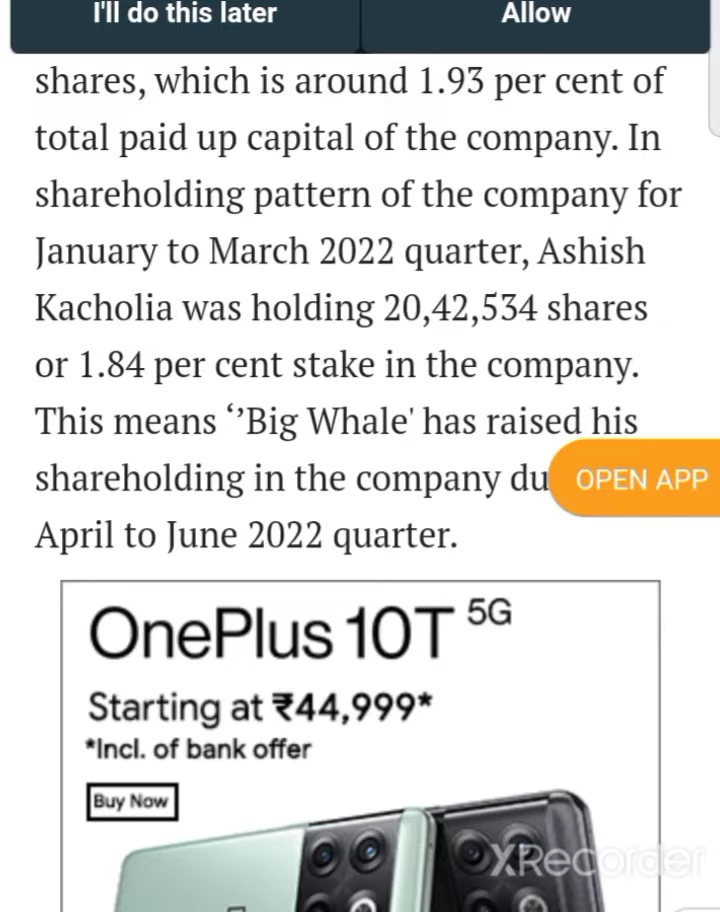 I'll do this later Allow
shares, which is around 1.93 per cent of
total paid up capital of the company. In
shareholding pattern of the company for
January to March 2022 quarter, Ashish
Kacholia was holding 20,42,534 shares
or 1.84 per cent stake in the company.
This means ‘’Big Whale' has raised his
shareholding in the company du
OPEN APP
April to June 2022 quarter.
OnePlus 10T 5G
Starting at ₹44,999*
*Incl. of bank offer
Buy Now
XRecorder